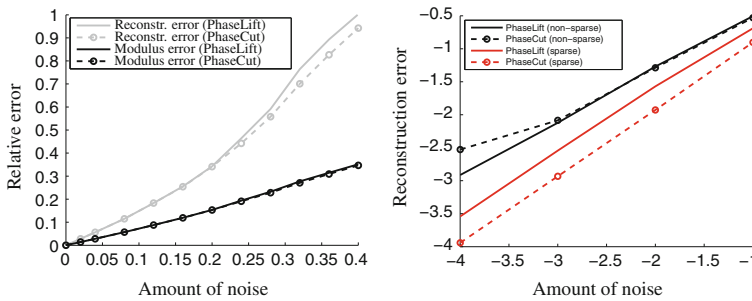 Reconstr. error (PhaseLift)
Reconstr. error (PhaseCut)
Modulus error (PhaseLift)
Modulus error (PhaseCut)
1
0.9
0.8
0.7
0.6
0.5
0.4
0.3
0.2
0.1
0
Relative error
0 0.05 0.1 0.15 0.2 0.25 0.3 0.35 0.4
Amount of noise
PhaseLift (non-sparse)
PhaseCut (non-sparse)
PhaseLift (sparse)
PhaseCut (sparse)
−0.5
−1
−1.5
−2
−2.5
−3
−3.5
−4
Reconstruction error
−4 −3.5 −3 −2.5 −2 −1.5 −1
Amount of noise